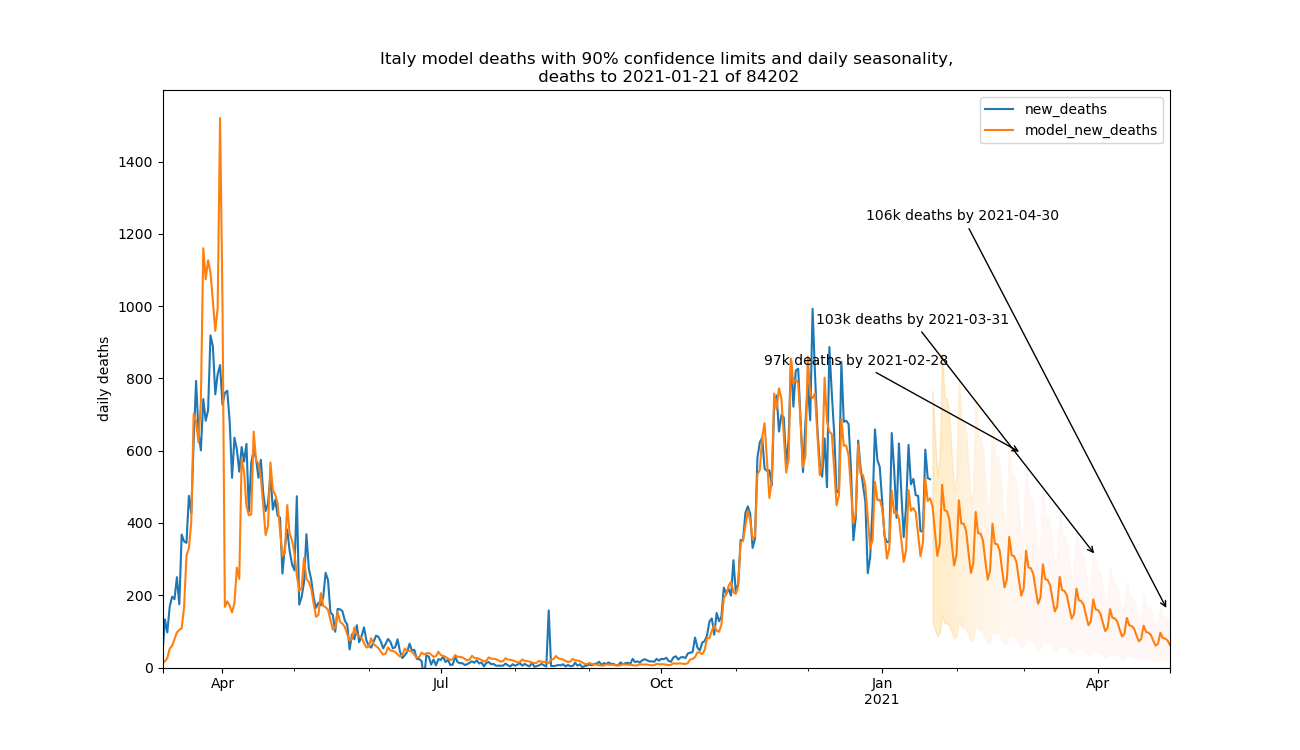 Italy model deaths with 90% confidence limits and daily seasonality,
deaths to 2021-01-21 of 84202
new_deaths
model_new_deaths
daily deaths
1400
1200
1000
800
600
400
200
0
106k deaths by 2021-04-30
103k deaths by 2021-03-31
97k deaths by 2021-02-28
Apr
Jul
Oct
Jan
2021
Apr